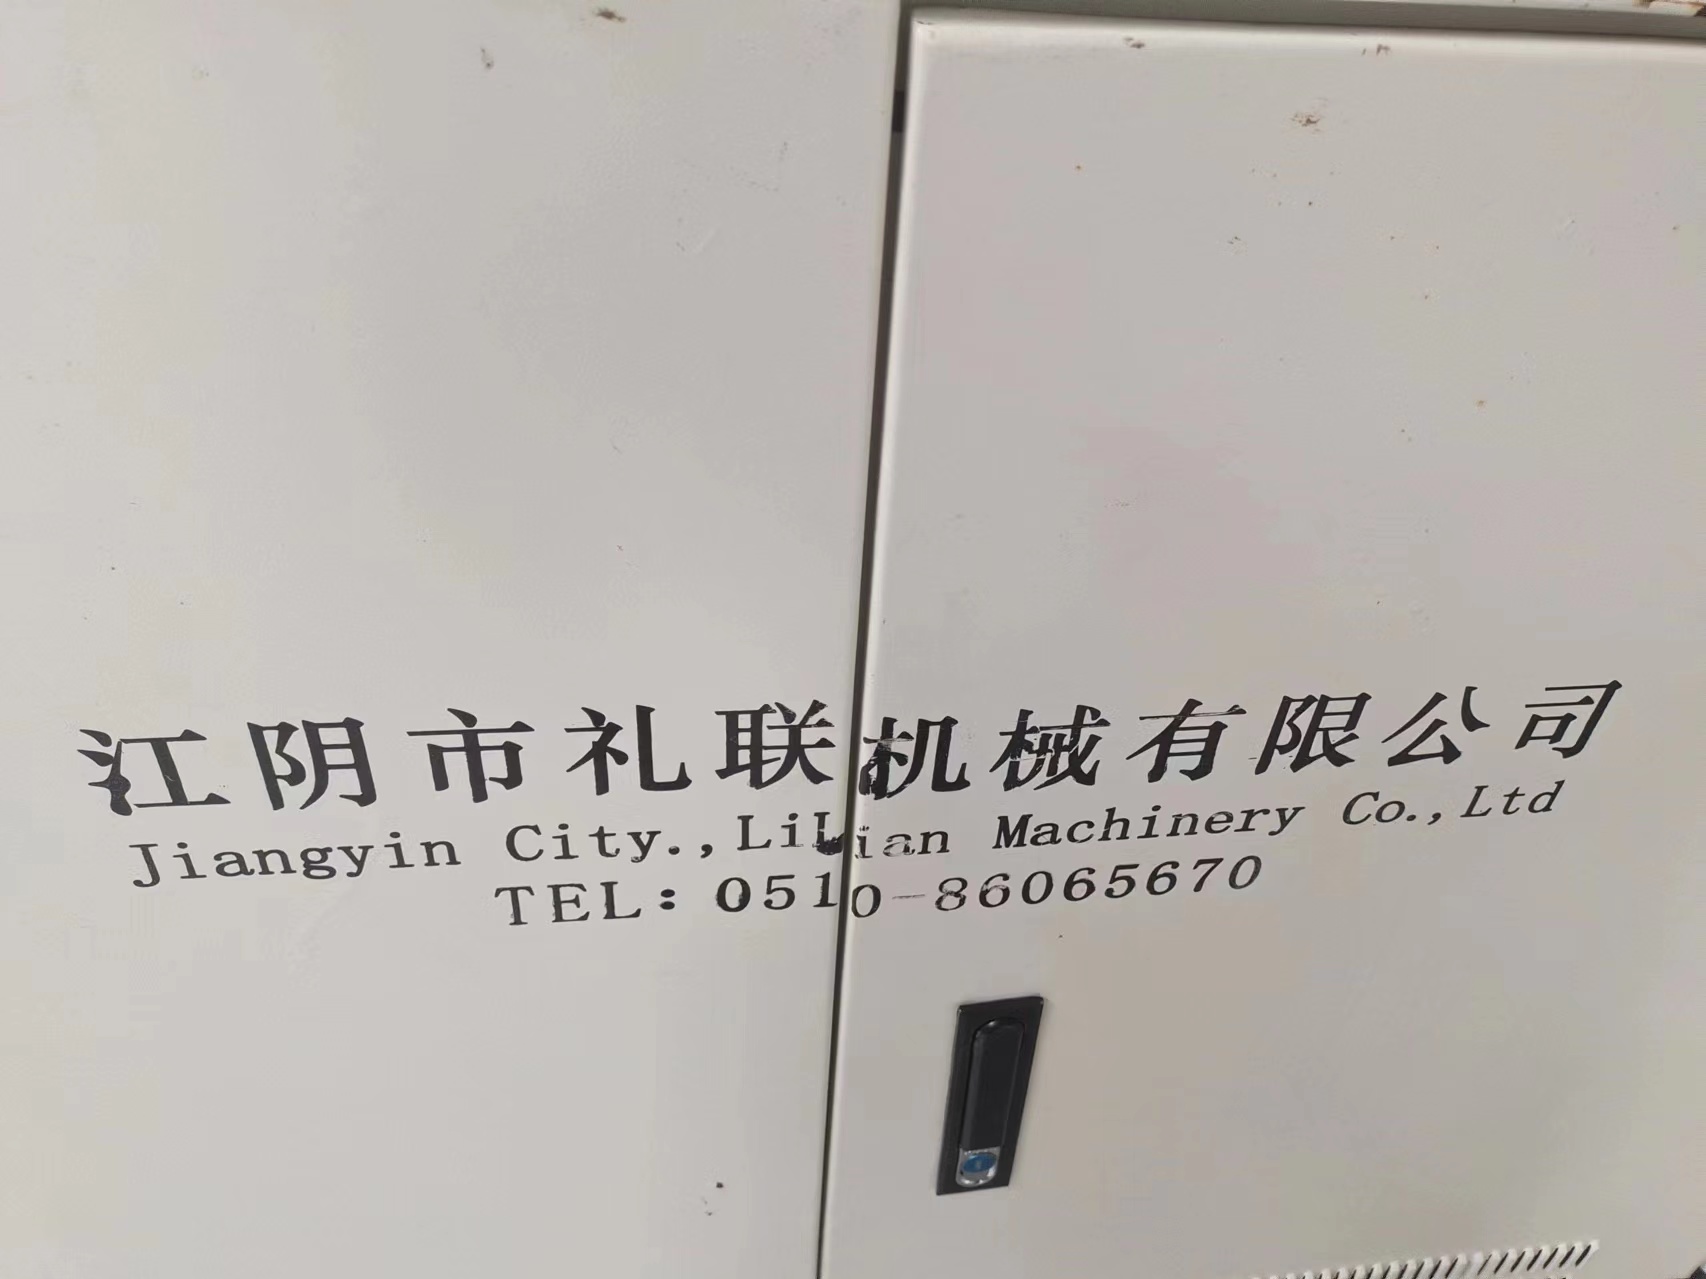 江阴市礼联机械有限公司
Jiangyin City.,LiLian Machinery Co.,Ltd
TEL: 0510-86065670